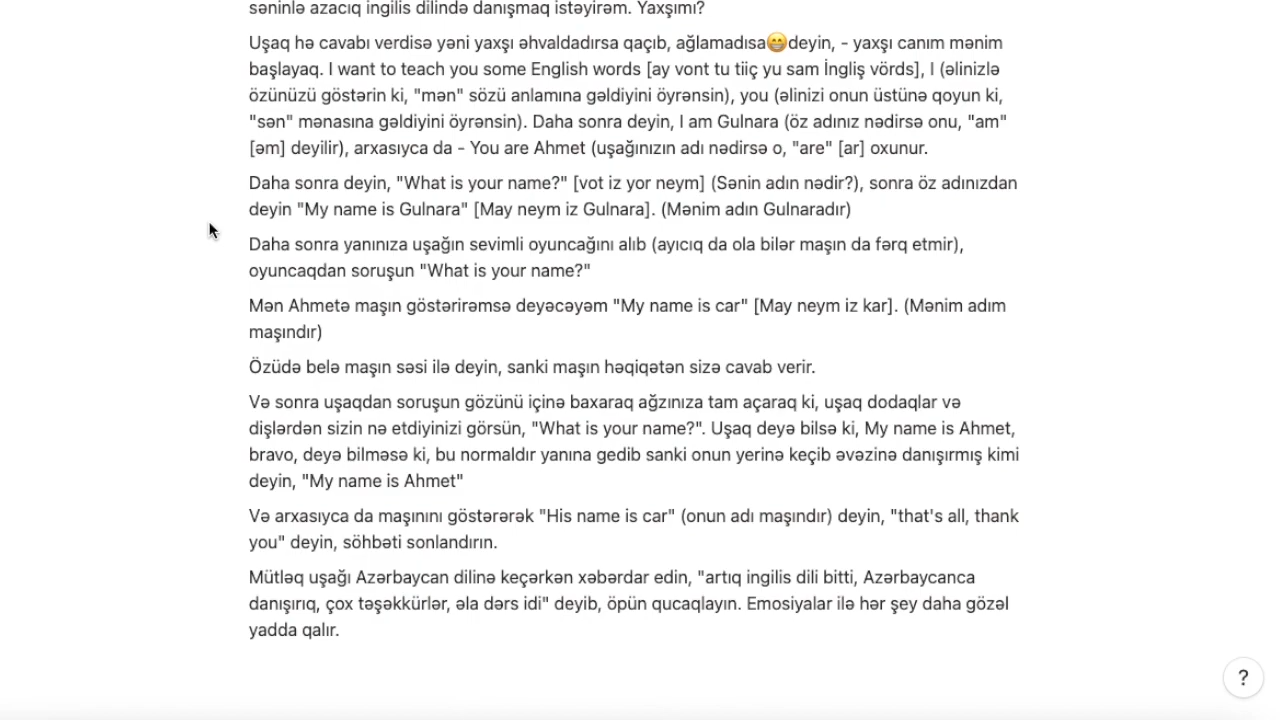 səninlə azacıq ingilis dilində danışmaq istəyirəm. Yaxşımı?
Uşaq hə cavabı verdisə yəni yaxşı əhvaldadırsa qaçıb, ağlamadısa😁deyin, - yaxşı canım mənim
başlayaq. I want to teach you some English words [ay vont tu tiiç yu sam İngliş vörds], I (əlinizlə
özünüzü göstərin ki, "mən" sözü anlamına gəldiyini öyrənsin), you (əlinizi onun üstünə qoyun ki,
"sən" mənasına gəldiyini öyrənsin). Daha sonra deyin, I am Gulnara (öz adınız nədirsə onu, "am"
[əm] deyilir), arxasıyca da - You are Ahmet (uşağınızın adı nədirsə o, "are" [ar] oxunur.
Daha sonra deyin, "What is your name?" [vot iz yor neym] (Sənin adın nədir?), sonra öz adınızdan
deyin "My name is Gulnara" [May neym iz Gulnara]. (Mənim adın Gulnaradır)
Daha sonra yanınıza uşağın sevimli oyuncağını alıb (ayıcıq da ola bilər maşın da fərq etmir),
oyuncaqdan soruşun "What is your name?"
Mən Ahmetə maşın göstərirəmsə deyəcəyəm "My name is car" [May neym iz kar]. (Mənim adım
maşındır)
Özüdə belə maşın səsi ilə deyin, sanki maşın həqiqətən sizə cavab verir.
Və sonra uşaqdan soruşun gözünü içinə baxaraq ağzınıza tam açaraq ki, uşaq dodaqlar və
dişlərdən sizin nə etdiyinizi görsün, "What is your name?". Uşaq deyə bilsə ki, My name is Ahmet,
bravo, deyə bilməsə ki, bu normaldır yanına gedib sanki onun yerinə keçib əvəzinə danışırmış kimi
deyin, "My name is Ahmet"
Və arxasıyca da maşınını göstərərək "His name is car" (onun adı maşındır) deyin, "that's all, thank
you" deyin, söhbəti sonlandırın.
Mütləq uşağı Azərbaycan dilinə keçərkən xəbərdar edin, "artıq ingilis dili bitti, Azərbaycanca
danışırıq, çox təşəkkürlər, əla dərs idi" deyib, öpün qucaqlayın. Emosiyalar ilə hər şey daha gözəl
yadda qalır.
?